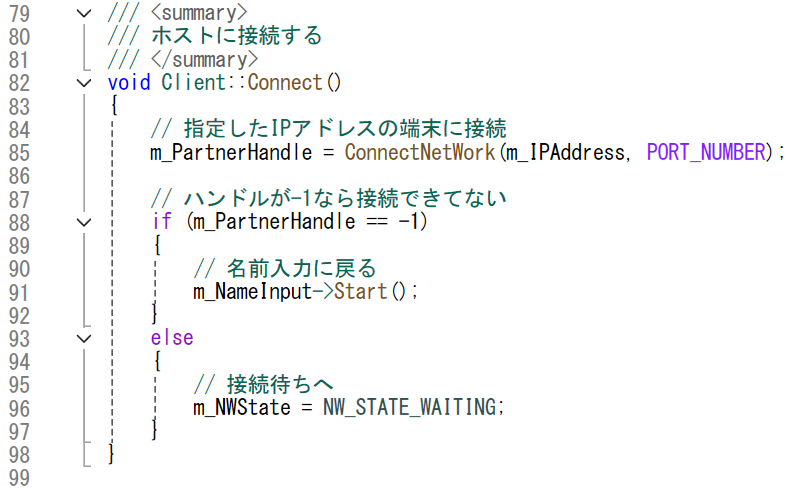 79 /// <summary>
80 /// ホストに接続する
81 /// </summary>
82 void Client::Connect()
83 {
84 // 指定したIPアドレスの端末に接続
85 m_PartnerHandle = ConnectNetWork(m_IPAddress, PORT_NUMBER);
86
87 // ハンドルが-1なら接続できてない
88 if (m_PartnerHandle == -1)
89 {
90 // 名前入力に戻る
91 m_NameInput->Start();
92 }
93 else
94 {
95 // 接続待ちへ
96 m_NWState = NW_STATE_WAITING;
97 }
98 }
99